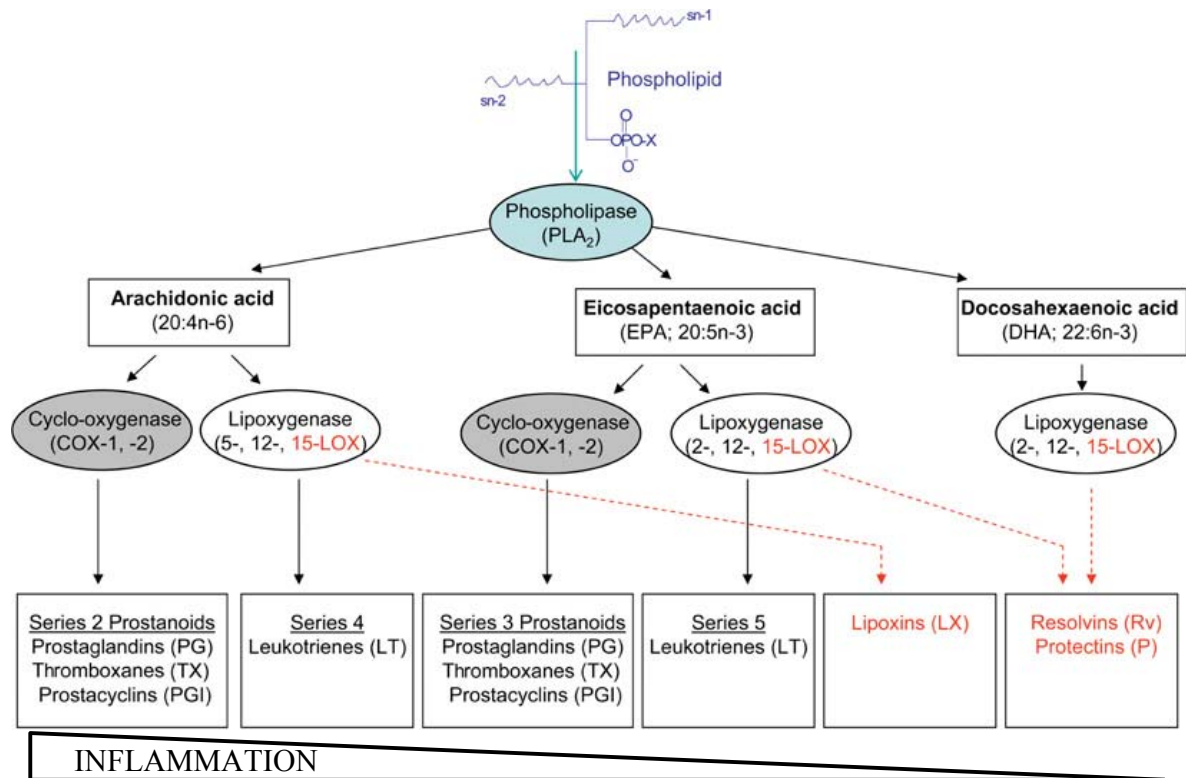 sn-1
Phospholipid
sn-2
O
OPO-X
O-
Phospholipase
(PLA₂)
Arachidonic acid
(20:4n-6)
Eicosapentaenoic acid
(EPA; 20:5n-3)
Docosahexaenoic acid
(DHA; 22:6n-3)
Cyclo-oxygenase
(COX-1, -2)
Lipoxygenase
(5-, 12-, 15-LOX)
Cyclo-oxygenase
(COX-1, -2)
Lipoxygenase
(2-, 12-, 15-LOX)
Lipoxygenase
(2-, 12-, 15-LOX)
Series 2 Prostanoids
Prostaglandins (PG)
Thromboxanes (TX)
Prostacyclins (PGI)
Series 4
Leukotrienes (LT)
Series 3 Prostanoids
Prostaglandins (PG)
Thromboxanes (TX)
Prostacyclins (PGI)
Series 5
Leukotrienes (LT)
Lipoxins (LX)
Resolvins (Rv)
Protectins (P)
INFLAMMATION